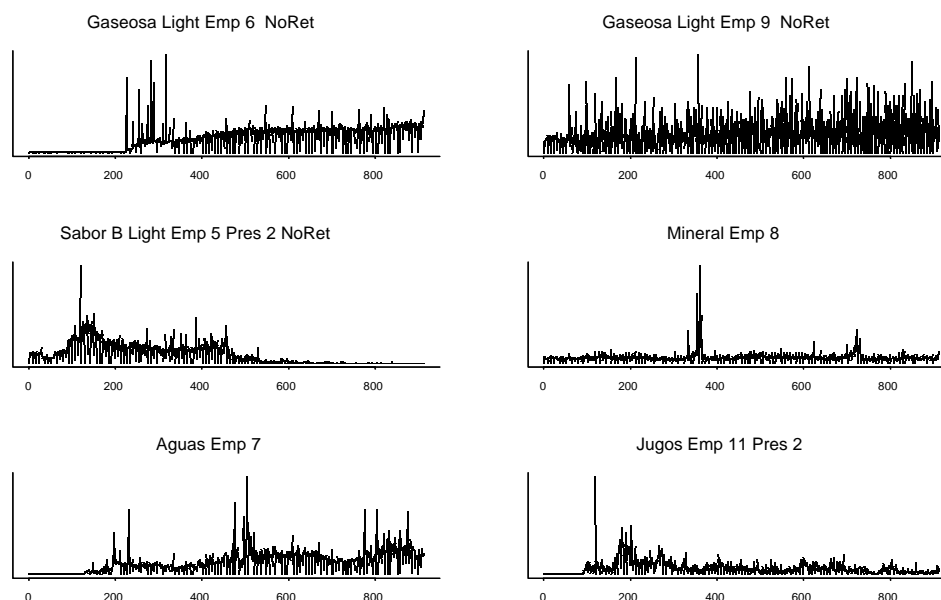 Gaseosa Light Emp 6 NoRet
0 200 400 600 800
Gaseosa Light Emp 9 NoRet
0 200 400 600 800
Sabor B Light Emp 5 Pres 2 NoRet
0 200 400 600 800
Mineral Emp 8
0 200 400 600 800
Aguas Emp 7
0 200 400 600 800
Jugos Emp 11 Pres 2
0 200 400 600 800